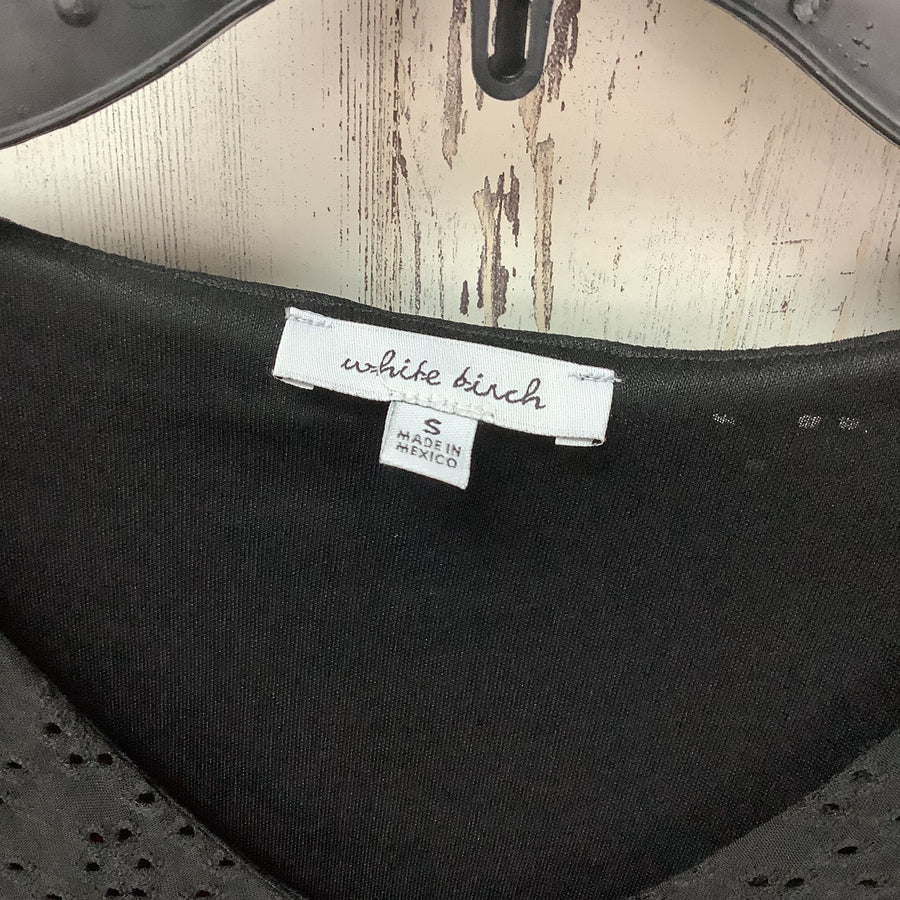 white birch
S
MADE IN
MEXICO